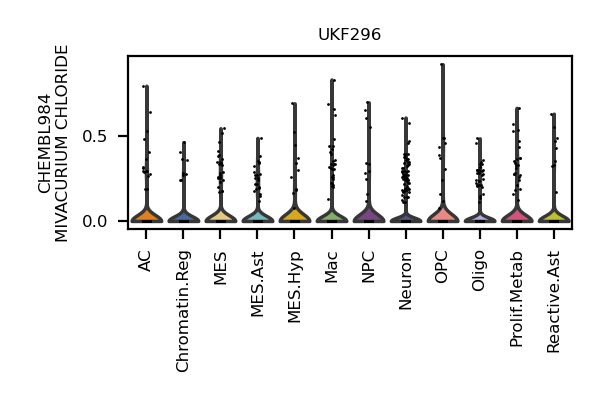 UKF296
CHEMBL984
MIVACURIUM CHLORIDE
0.5
0.0
AC
Chromatin.Reg
MES
MES.Ast
MES.Hyp
Mac
NPC
Neuron
OPC
Oligo
Prolif.Metab
Reactive.Ast